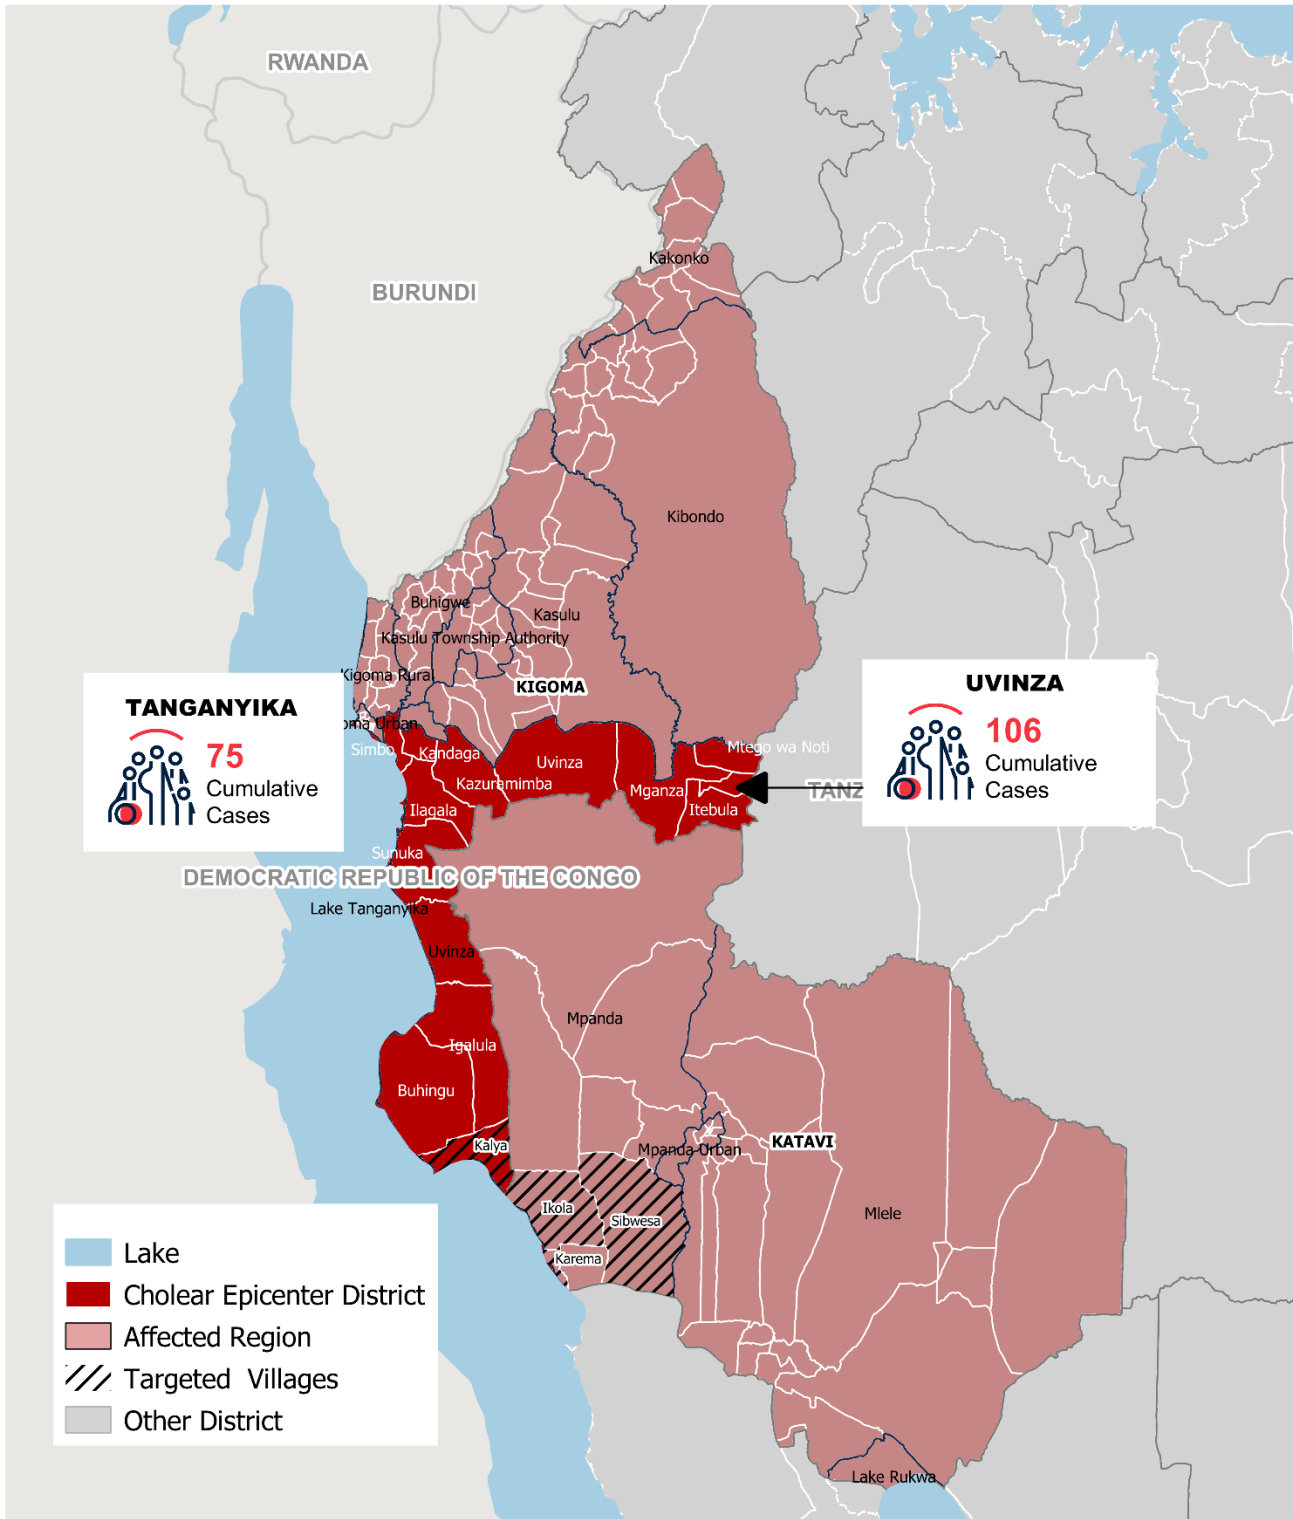 RWANDA
BURUNDI
Kakonko
Kibondo
Buhigwe
Kasulu
Kasulu Township Authority
Kigoma Rural
KIGOMA
oma Urban
TANGANYIKA
75
Cumulative
Cases
UVINZA
106
Cumulative
Cases
Simbo
Kandaga
Uvinza
Mtego wa Noti
Kazuramimba
Mganza
TANZ
Ilagala
Itebula
Sunuka
DEMOCRATIC REPUBLIC OF THE CONGO
Lake Tanganyika
Uvinza
Mpanda
Igalula
Buhingu
Kalya
Mpanda Urban
KATAVI
Ikola
Sibwesa
Mlele
Karema
Lake Rukwa
Lake
Cholear Epicenter District
Affected Region
Targeted Villages
Other District